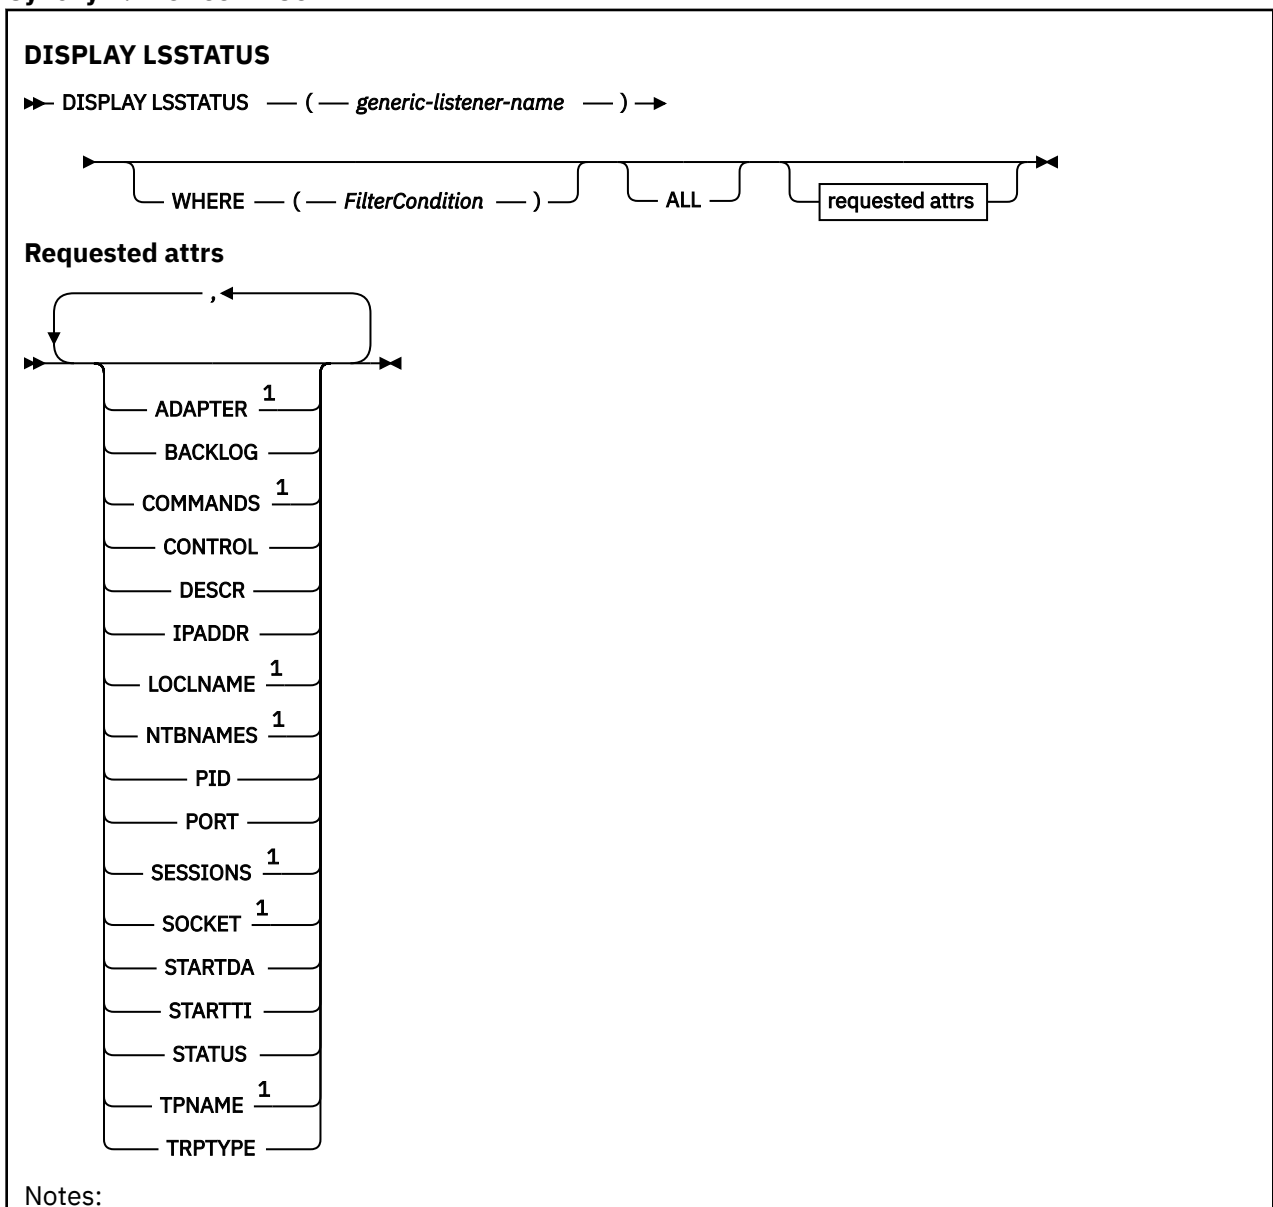 DISPLAY LSSTATUS
DISPLAY LSSTATUS ( generic-listener-name )
WHERE ( FilterCondition ) ALL requested attrs
Requested attrs
,
ADAPTER 1
BACKLOG
COMMANDS 1
CONTROL
DESCR
IPADDR
LOCLNAME 1
NTBNAMES 1
PID
PORT
SESSIONS 1
SOCKET 1
STARTDA
STARTTI
STATUS
TPNAME 1
TRPTYPE
Notes: